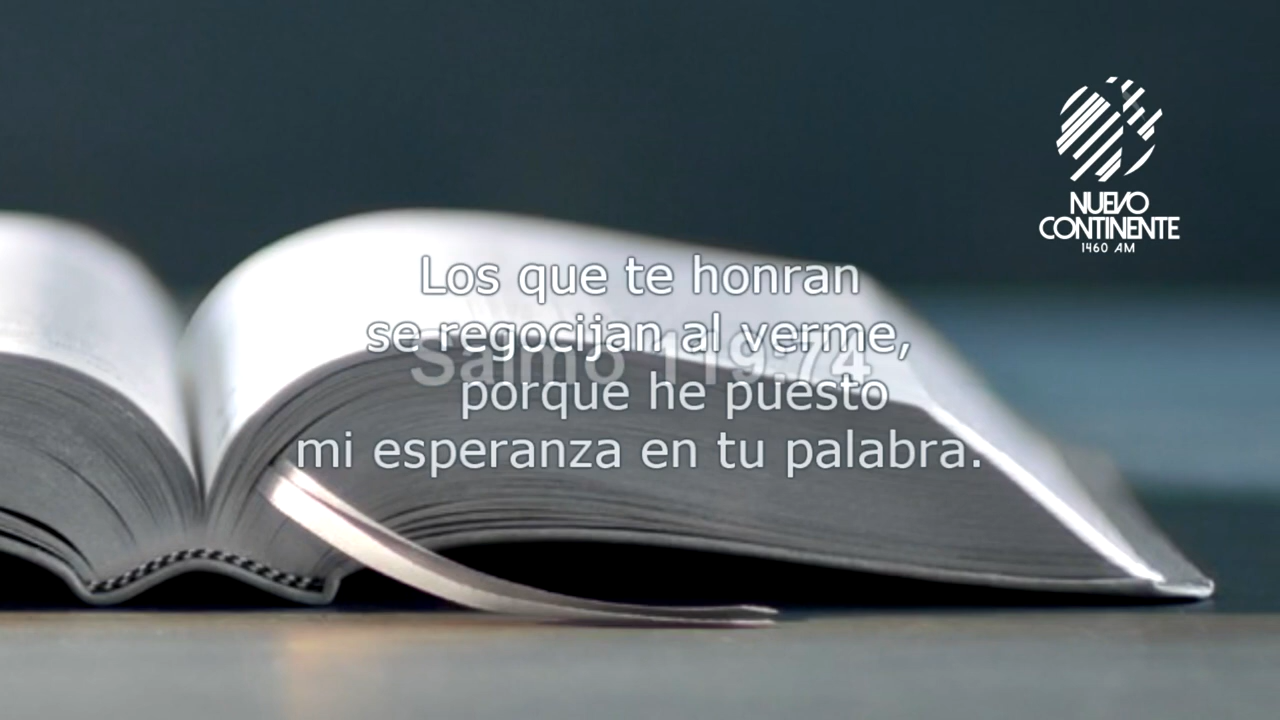 NUEVO
CONTINENTE
1460 AM
Los que te honran
se regocijan al verme,
Salmo 119:74
porque he puesto
mi esperanza en tu palabra.